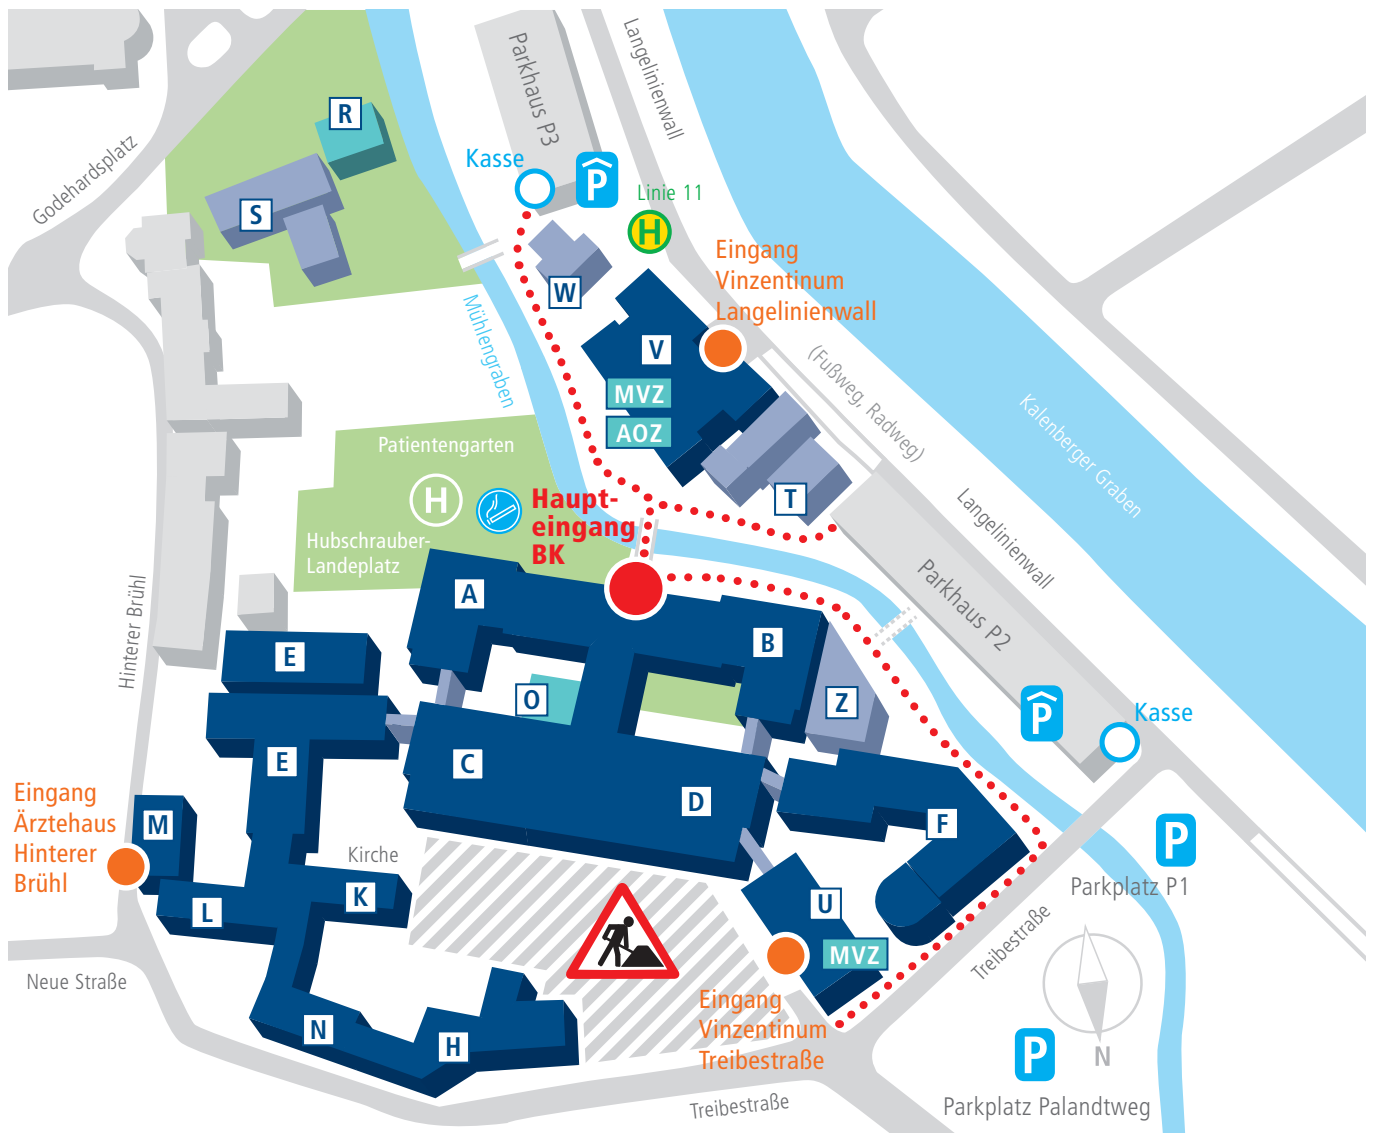 Parkhaus P3
Langelinienwall
R
Kasse
P
Linie 11
H
Godehardsplatz
S
Eingang
Vinzentinum
Langelinienwall
W
Mühlengraben
V
MVZ
AOZ
(Fußweg, Radweg)
Kalenberger Graben
Patientengarten
H
Haupt-
eingang
BK
T
Langelinienwall
Hubschrauber-
Landeplatz
Hinterer Brühl
A
Parkhaus P2
B
E
O
Z
P
Kasse
E
C
D
Eingang
Ärztehaus
Hinterer
Brühl
M
F
P
Parkplatz P1
Kirche
K
L
U
MVZ
Treibestraße
Neue Straße
Eingang
Vinzentinum
Treibestraße
N
H
P
N
Treibestraße
Parkplatz Palandtweg